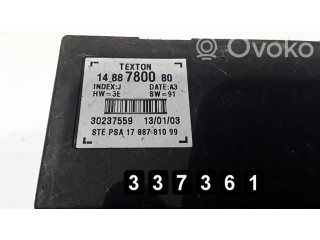 Ovoko
TEXTON
14.88 7800 80
INDEX:J DATE:A3
HW=3E SW=91
30237559 13/01/03
STE PSA 17 887 810 99
337361